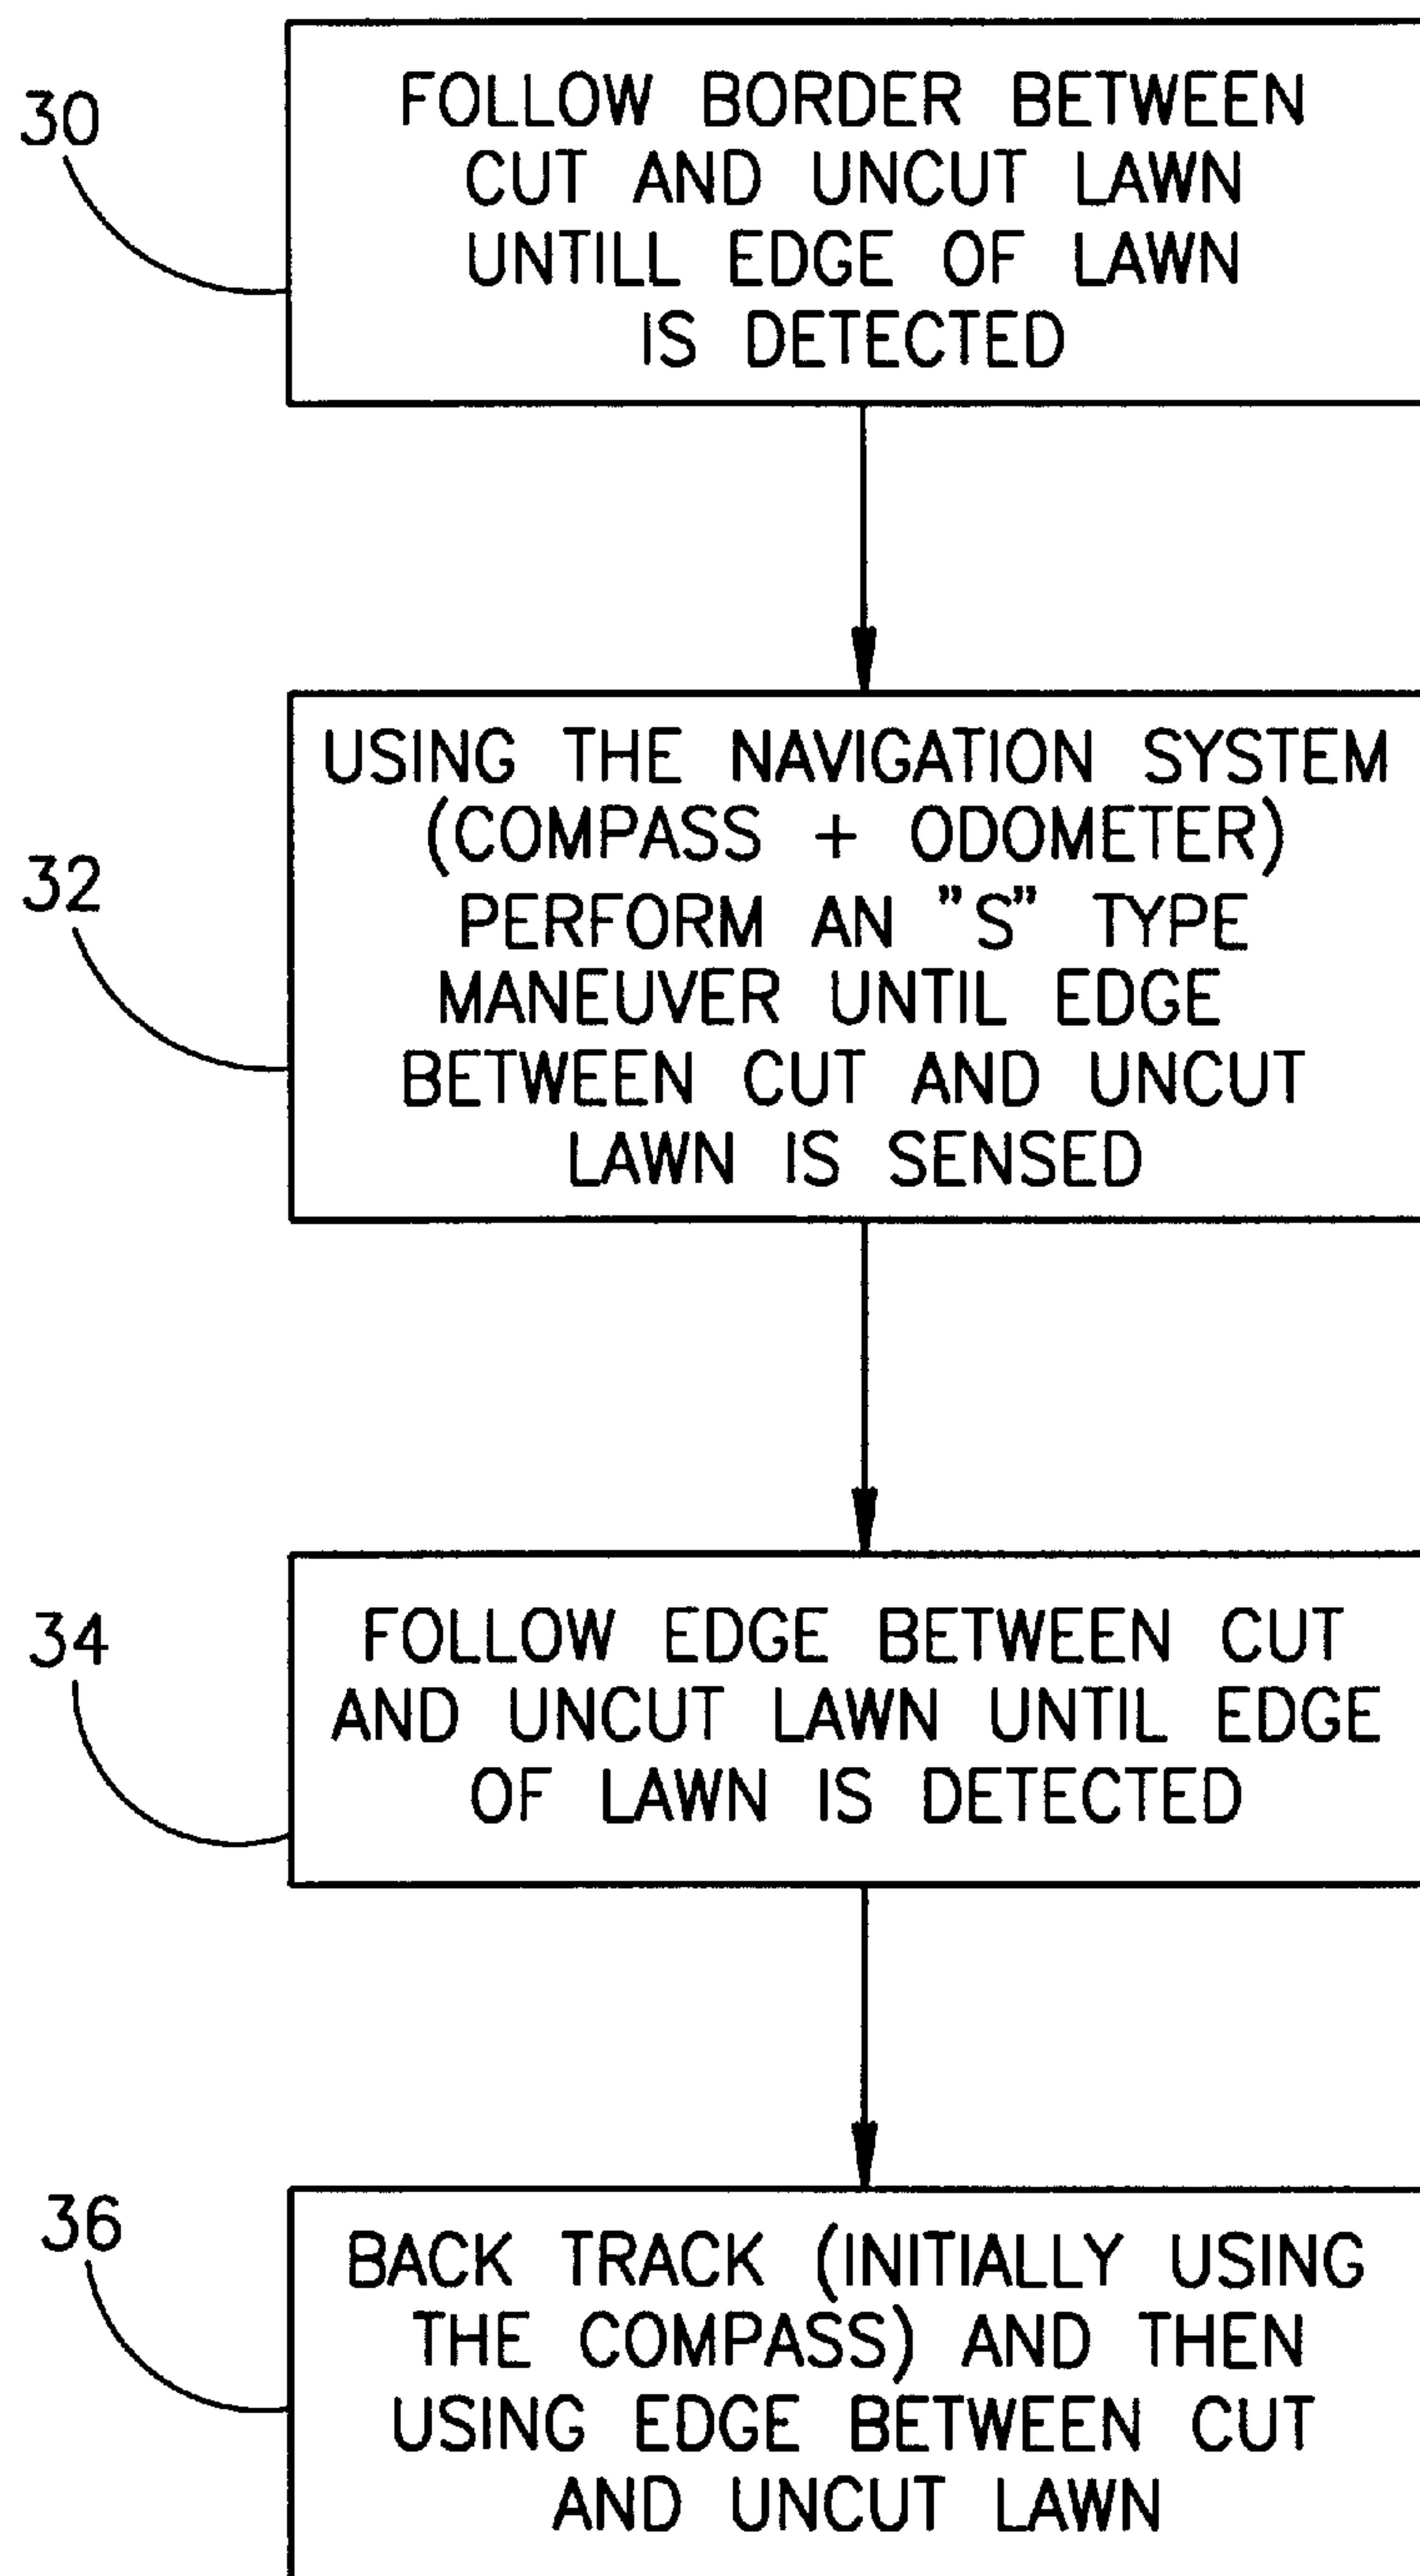 30
FOLLOW BORDER BETWEEN
CUT AND UNCUT LAWN
UNTILL EDGE OF LAWN
IS DETECTED
32
USING THE NAVIGATION SYSTEM
(COMPASS + ODOMETER)
PERFORM AN "S" TYPE
MANEUVER UNTIL EDGE
BETWEEN CUT AND UNCUT
LAWN IS SENSED
34
FOLLOW EDGE BETWEEN CUT
AND UNCUT LAWN UNTIL EDGE
OF LAWN IS DETECTED
36
BACK TRACK (INITIALLY USING
THE COMPASS) AND THEN
USING EDGE BETWEEN CUT
AND UNCUT LAWN